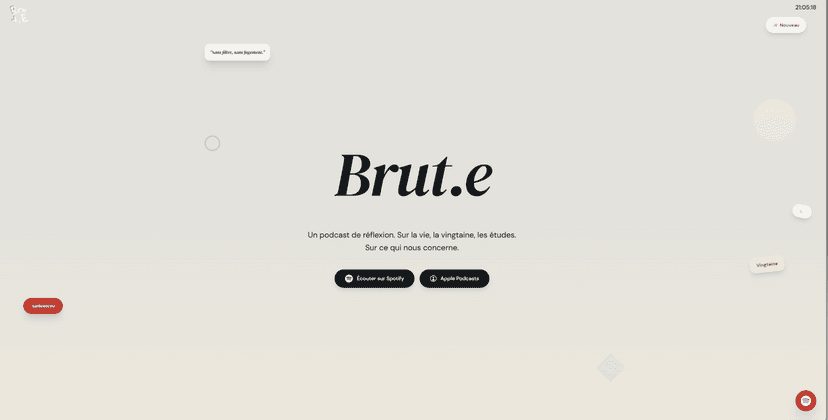 21:05:18
Nouveau
"sans filtre, sans jugement."
Brut.e
Un podcast de réflexion. Sur la vie, la vingtaine, les études.
Sur ce qui nous concerne.
Écouter sur Spotify
Apple Podcasts
Vingtaine